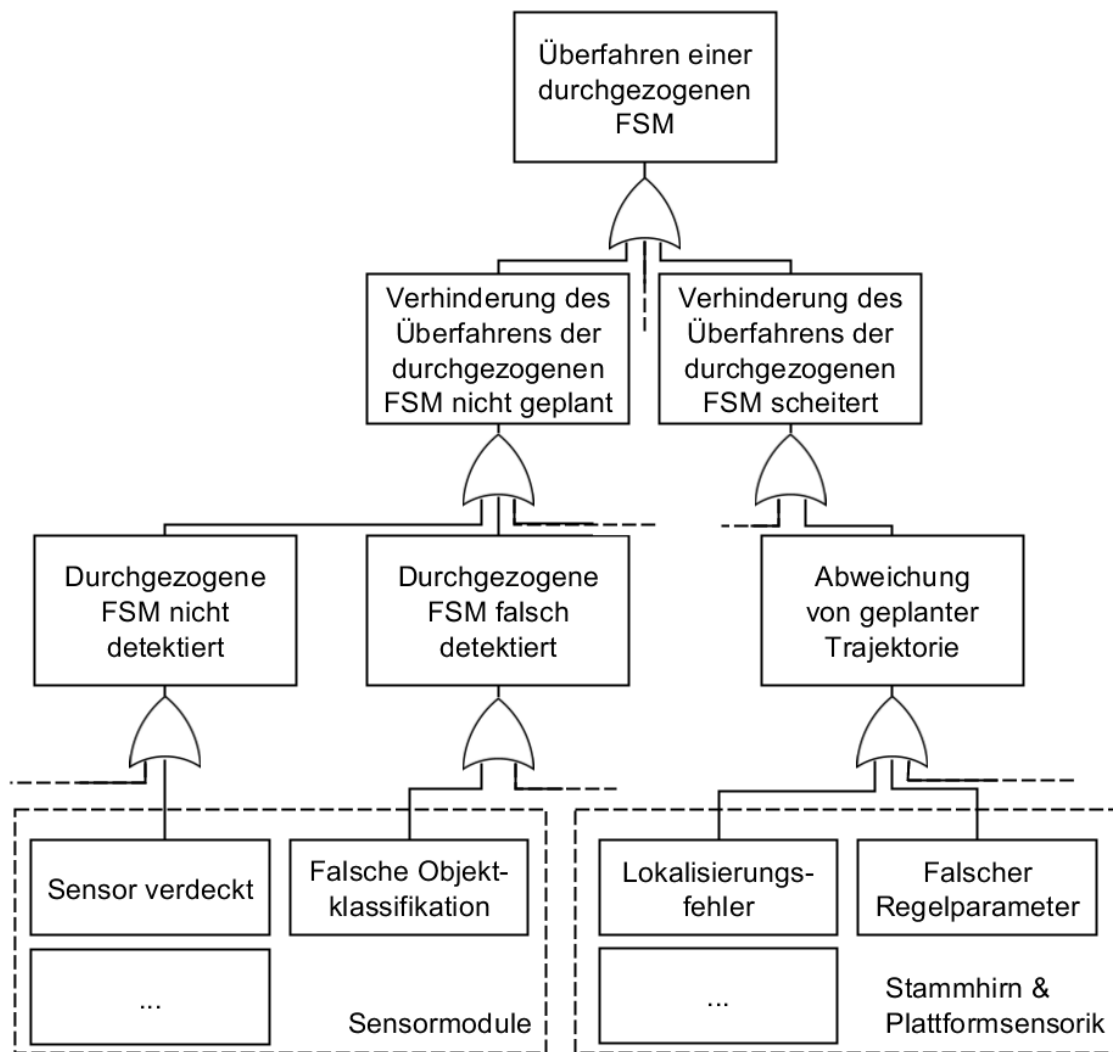 Überfahren einer
durchgezogenen
FSM
Verhinderung des
Überfahrens der
durchgezogenen
FSM nicht geplant
Verhinderung des
Überfahrens der
durchgezogenen
FSM scheitert
Durchgezogene
FSM nicht
detektiert
Durchgezogene
FSM falsch
detektiert
Abweichung
von geplanter
Trajektorie
Sensor verdeckt
Falsche Objekt-
klassifikation
Lokalisierungs-
fehler
Falscher
Regelparameter
...
Sensormodule
...
Stammhirn &
Plattformsensorik